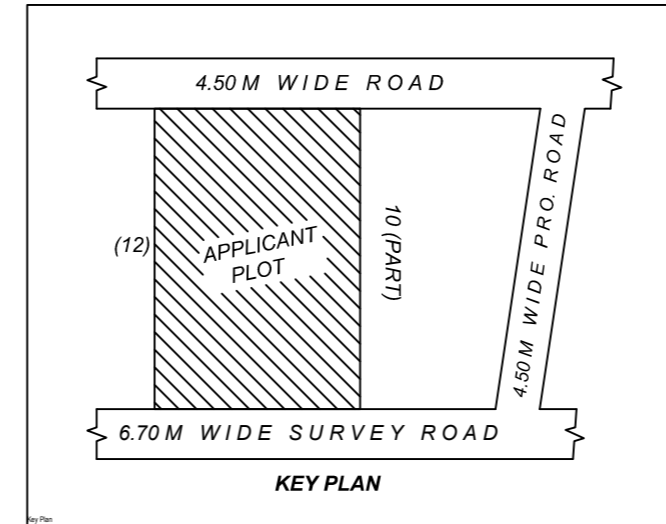 4.50 M WIDE ROAD
4.50 M WIDE PRO. ROAD
(12)
APPLICANT
PLOT
10 (PART)
6.70 M WIDE SURVEY ROAD
KEY PLAN
Key Plan